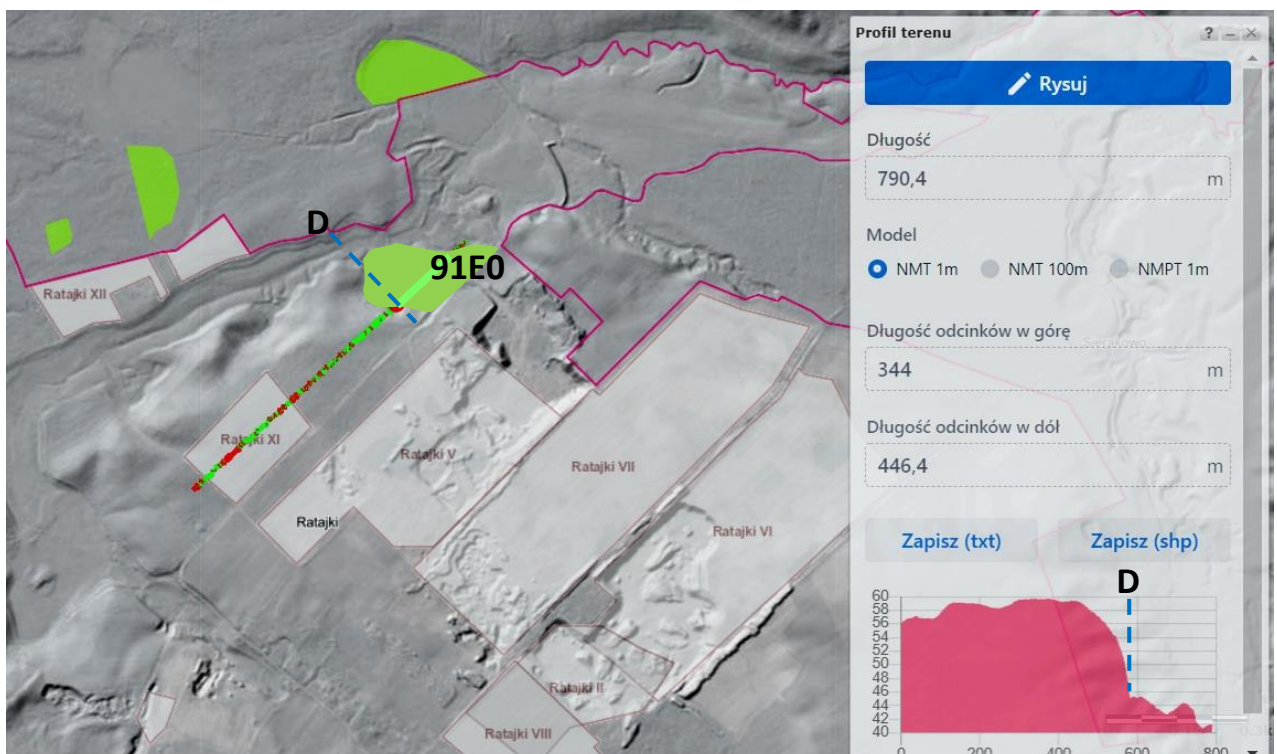 D
91E0
Ratajki XII
Ratajki XI
Ratajki V
Ratajki VII
Ratajki
Ratajki VI
Ratajki II
Ratajki VIII
Profil terenu
? – ×
Rysuj
Długość
790,4 m
Model
NMT 1m NMT 100m NMPT 1m
Długość odcinków w górę
Sierakowo
344 m
Długość odcinków w dół
446,4 m
Zapisz (txt) Zapisz (shp)
D
60
58
56
54
52
50
48
46
44
42
40
0 200 400 600 800